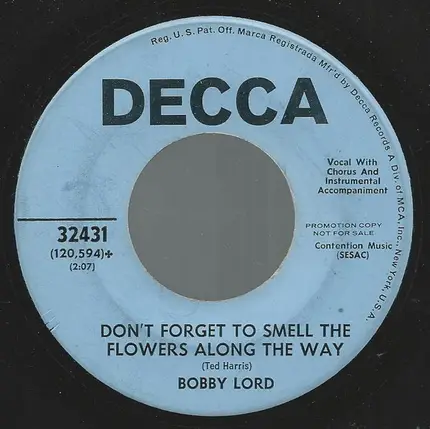 Reg. U.S. Pat. Off. Marca Registrada Mfr'd by Decca Records A Div. of MCA, Inc., New York, U.S.A.
DECCA
Vocal With
Chorus And
Instrumental
Accompaniment
PROMOTION COPY
NOT FOR SALE
32431
Contention Music
(120,594)+
(SESAC)
(2:07)
DON'T FORGET TO SMELL THE
FLOWERS ALONG THE WAY
(Ted Harris)
BOBBY LORD